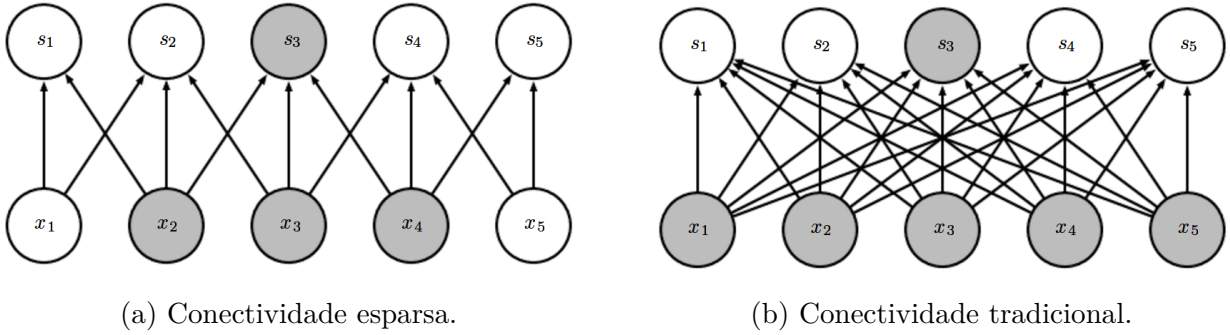 s1 s2 s3 s4 s5
x1 x2 x3 x4 x5
(a) Conectividade esparsa.
s1 s2 s3 s4 s5
x1 x2 x3 x4 x5
(b) Conectividade tradicional.